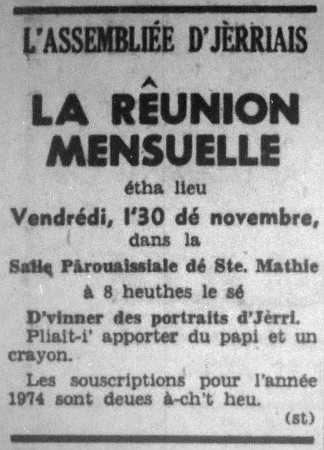 L'ASSEMBLIÉE D'JÈRRIAIS
LA RÊUNION
MENSUELLE
étha lieu
Vendrédi, l'30 dé novembre,
dans la
Salle Pârouaissiale dé Ste. Mathie
à 8 heuthes le sé
D'vinner des portraits d'Jèrri.
Pliaît-i' apporter du papi et un
crayon.
Les souscriptions pour l'année
1974 sont deues à-ch't heu.
(st)